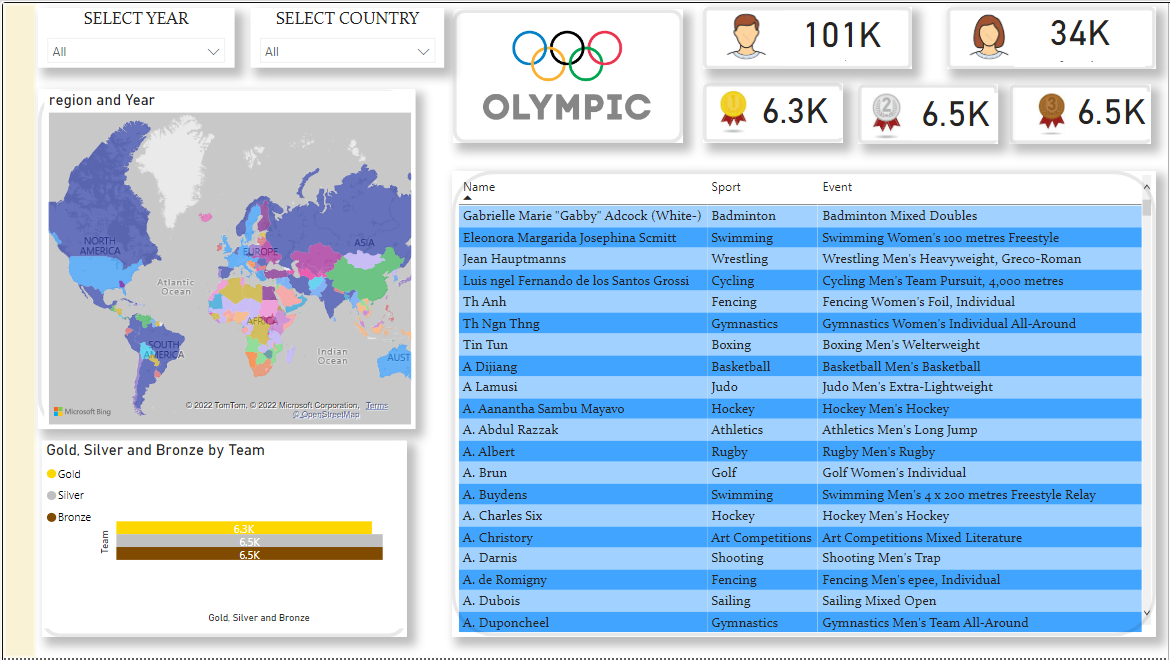 SELECT YEAR
All
SELECT COUNTRY
All
OLYMPIC
101K
34K
1
6.3K
2
6.5K
3
6.5K
region and Year
NORTH
AMERICA
EUROPE
ASIA
Atlantic
Ocean
AFRICA
SOUTH
AMERICA
Indian
Ocean
AUST
Microsoft Bing
© 2022 TomTom, © 2022 Microsoft Corporation, Terms
© OpenStreetMap
Gold, Silver and Bronze by Team
Gold
Silver
Bronze
Team
6.3K
6.5K
6.5K
Gold, Silver and Bronze
Name Sport Event
Gabrielle Marie "Gabby" Adcock (White-) Badminton Badminton Mixed Doubles
Eleonora Margarida Josephina Scmitt Swimming Swimming Women's 100 metres Freestyle
Jean Hauptmanns Wrestling Wrestling Men's Heavyweight, Greco-Roman
Luis ngel Fernando de los Santos Grossi Cycling Cycling Men's Team Pursuit, 4,000 metres
Th Anh Fencing Fencing Women's Foil, Individual
Th Ngn Thng Gymnastics Gymnastics Women's Individual All-Around
Tin Tun Boxing Boxing Men's Welterweight
A Dijiang Basketball Basketball Men's Basketball
A Lamusi Judo Judo Men's Extra-Lightweight
A. Aanantha Sambu Mayavo Hockey Hockey Men's Hockey
A. Abdul Razzak Athletics Athletics Men's Long Jump
A. Albert Rugby Rugby Men's Rugby
A. Brun Golf Golf Women's Individual
A. Buydens Swimming Swimming Men's 4 x 200 metres Freestyle Relay
A. Charles Six Hockey Hockey Men's Hockey
A. Christory Art Competitions Art Competitions Mixed Literature
A. Darnis Shooting Shooting Men's Trap
A. de Romigny Fencing Fencing Men's epee, Individual
A. Dubois Sailing Sailing Mixed Open
A. Duponcheel Gymnastics Gymnastics Men's Team All-Around